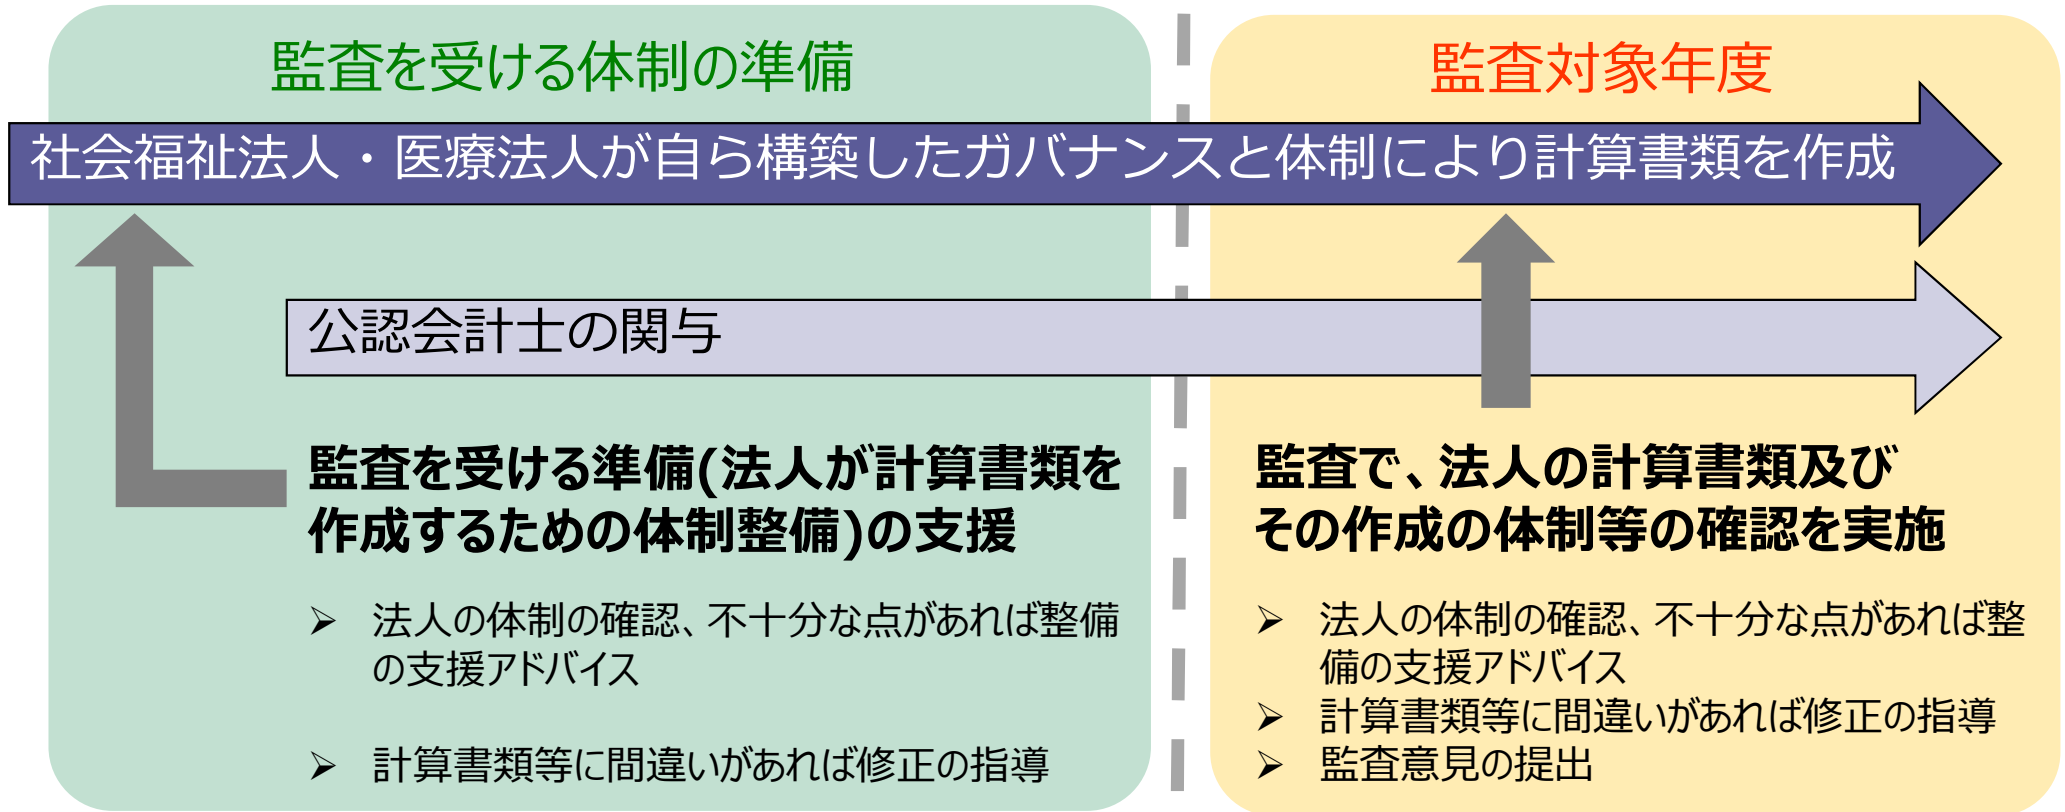 監査を受ける体制の準備
監査対象年度
社会福祉法人・医療法人が自ら構築したガバナンスと体制により計算書類を作成
公認会計士の関与
監査を受ける準備(法人が計算書類を
作成するための体制整備)の支援
➢ 法人の体制の確認、不十分な点があれば整備
の支援アドバイス
➢ 計算書類等に間違いがあれば修正の指導
監査で、法人の計算書類及び
その作成の体制等の確認を実施
➢ 法人の体制の確認、不十分な点があれば整
備の支援アドバイス
➢ 計算書類等に間違いがあれば修正の指導
➢ 監査意見の提出